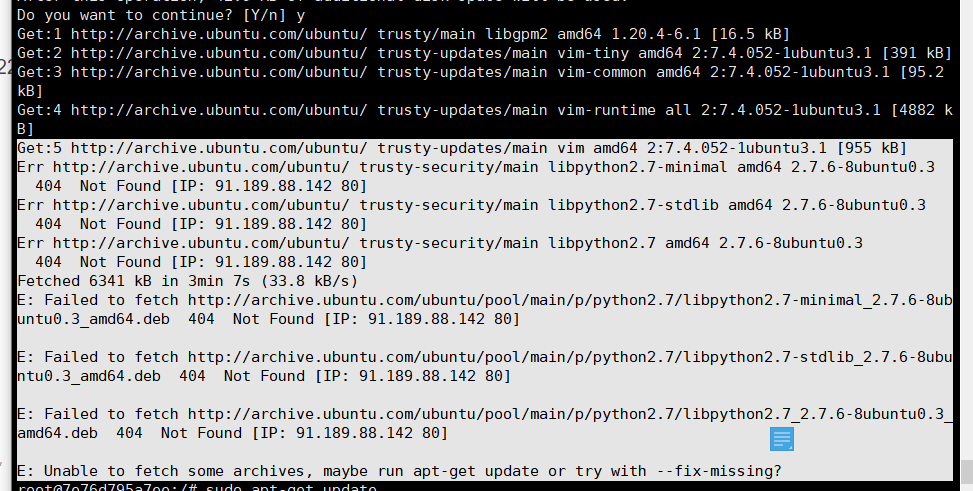 Do you want to continue? [Y/n] y
Get:1 http://archive.ubuntu.com/ubuntu/ trusty/main libgpm2 amd64 1.20.4-6.1 [16.5 kB]
Get:2 http://archive.ubuntu.com/ubuntu/ trusty-updates/main vim-tiny amd64 2:7.4.052-1ubuntu3.1 [391 kB]
Get:3 http://archive.ubuntu.com/ubuntu/ trusty-updates/main vim-common amd64 2:7.4.052-1ubuntu3.1 [95.2
kB]
Get:4 http://archive.ubuntu.com/ubuntu/ trusty-updates/main vim-runtime all 2:7.4.052-1ubuntu3.1 [4882 k
B]
Get:5 http://archive.ubuntu.com/ubuntu/ trusty-updates/main vim amd64 2:7.4.052-1ubuntu3.1 [955 kB]
Err http://archive.ubuntu.com/ubuntu/ trusty-security/main libpython2.7-minimal amd64 2.7.6-8ubuntu0.3
  404  Not Found [IP: 91.189.88.142 80]
Err http://archive.ubuntu.com/ubuntu/ trusty-security/main libpython2.7-stdlib amd64 2.7.6-8ubuntu0.3
  404  Not Found [IP: 91.189.88.142 80]
Err http://archive.ubuntu.com/ubuntu/ trusty-security/main libpython2.7 amd64 2.7.6-8ubuntu0.3
  404  Not Found [IP: 91.189.88.142 80]
Fetched 6341 kB in 3min 7s (33.8 kB/s)
E: Failed to fetch http://archive.ubuntu.com/ubuntu/pool/main/p/python2.7/libpython2.7-minimal_2.7.6-8ub
untu0.3_amd64.deb  404  Not Found [IP: 91.189.88.142 80]
E: Failed to fetch http://archive.ubuntu.com/ubuntu/pool/main/p/python2.7/libpython2.7-stdlib_2.7.6-8ubu
ntu0.3_amd64.deb  404  Not Found [IP: 91.189.88.142 80]
E: Failed to fetch http://archive.ubuntu.com/ubuntu/pool/main/p/python2.7/libpython2.7_2.7.6-8ubuntu0.3_
amd64.deb  404  Not Found [IP: 91.189.88.142 80]
E: Unable to fetch some archives, maybe run apt-get update or try with --fix-missing?
root@7e76d795a7ee:/# sudo apt-get update